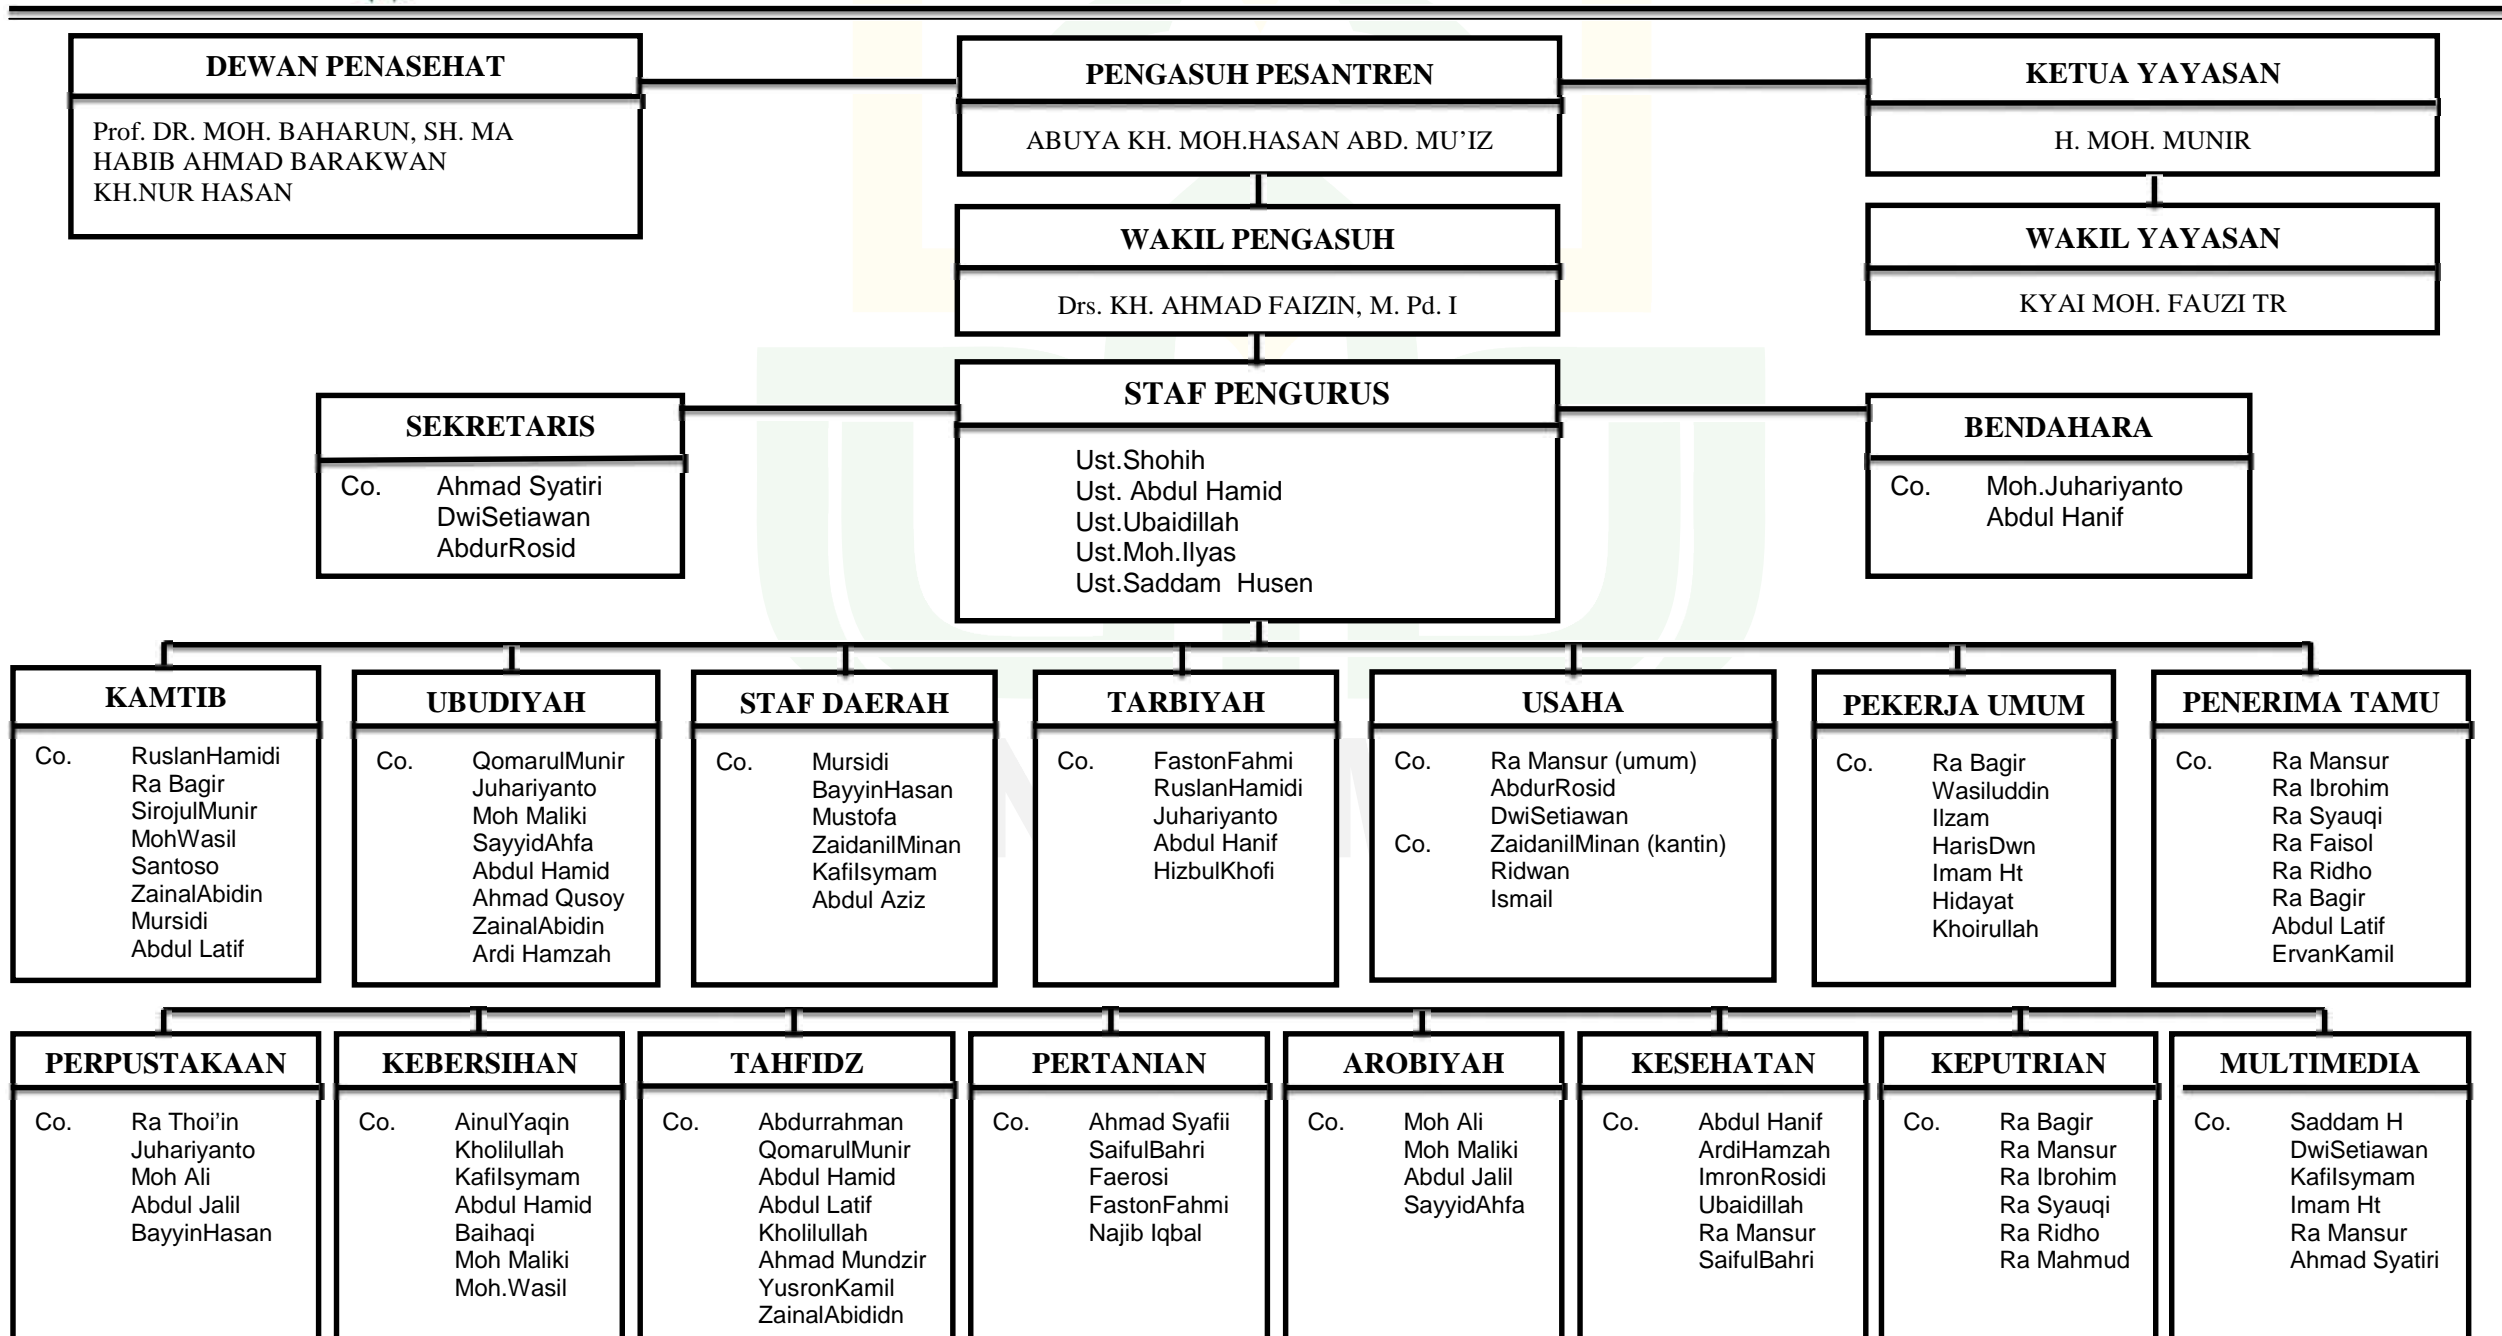 DEWAN PENASEHAT
Prof. DR. MOH. BAHARUN, SH. MA
HABIB AHMAD BARAKWAN
KH.NUR HASAN
PENGASUH PESANTREN
ABUYA KH. MOH.HASAN ABD. MU’IZ
KETUA YAYASAN
H. MOH. MUNIR
WAKIL PENGASUH
Drs. KH. AHMAD FAIZIN, M. Pd. I
WAKIL YAYASAN
KYAI MOH. FAUZI TR
SEKRETARIS
Co. Ahmad Syatiri
DwiSetiawan
AbdurRosid
STAF PENGURUS
Ust.Shohih
Ust. Abdul Hamid
Ust.Ubaidillah
Ust.Moh.Ilyas
Ust.Saddam Husen
BENDAHARA
Co. Moh.Juhariyanto
Abdul Hanif
KAMTIB
Co. RuslanHamidi
Ra Bagir
SirojulMunir
MohWasil
Santoso
ZainalAbidin
Mursidi
Abdul Latif
UBUDIYAH
Co. QomarulMunir
Juhariyanto
Moh Maliki
SayyidAhfa
Abdul Hamid
Ahmad Qusoy
ZainalAbidin
Ardi Hamzah
STAF DAERAH
Co. Mursidi
BayyinHasan
Mustofa
ZaidanilMinan
KafiIsymam
Abdul Aziz
TARBIYAH
Co. FastonFahmi
RuslanHamidi
Juhariyanto
Abdul Hanif
HizbulKhofi
USAHA
Co. Ra Mansur (umum)
AbdurRosid
DwiSetiawan
Co. ZaidanilMinan (kantin)
Ridwan
Ismail
PEKERJA UMUM
Co. Ra Bagir
Wasiluddin
Ilzam
HarisDwn
Imam Ht
Hidayat
Khoirullah
PENERIMA TAMU
Co. Ra Mansur
Ra Ibrohim
Ra Syauqi
Ra Faisol
Ra Ridho
Ra Bagir
Abdul Latif
ErvanKamil
PERPUSTAKAAN
Co. Ra Thoi’in
Juhariyanto
Moh Ali
Abdul Jalil
BayyinHasan
KEBERSIHAN
Co. AinulYaqin
Kholilullah
KafiIsymam
Abdul Hamid
Baihaqi
Moh Maliki
Moh.Wasil
TAHFIDZ
Co. Abdurrahman
QomarulMunir
Abdul Hamid
Abdul Latif
Kholilullah
Ahmad Mundzir
YusronKamil
ZainalAbididn
PERTANIAN
Co. Ahmad Syafii
SaifulBahri
Faerosi
FastonFahmi
Najib Iqbal
AROBIYAH
Co. Moh Ali
Moh Maliki
Abdul Jalil
SayyidAhfa
KESEHATAN
Co. Abdul Hanif
ArdiHamzah
ImronRosidi
Ubaidillah
Ra Mansur
SaifulBahri
KEPUTRIAN
Co. Ra Bagir
Ra Mansur
Ra Ibrohim
Ra Syauqi
Ra Ridho
Ra Mahmud
MULTIMEDIA
Co. Saddam H
DwiSetiawan
KafiIsymam
Imam Ht
Ra Mansur
Ahmad Syatiri